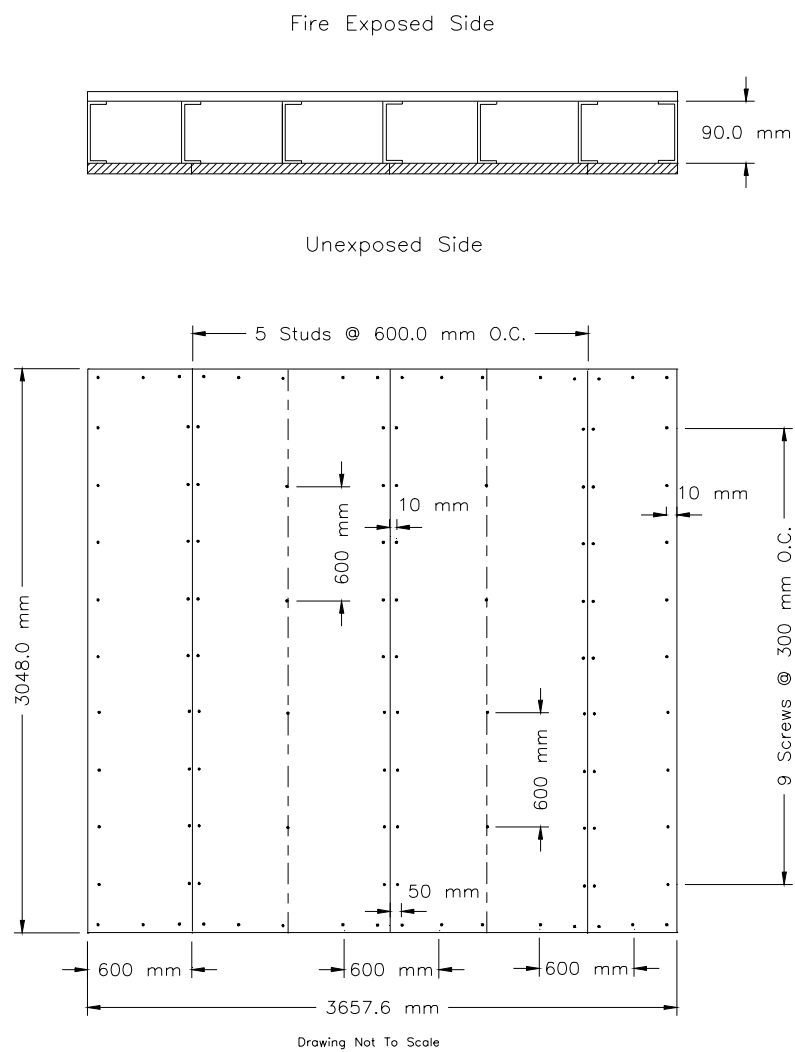 Fire Exposed Side
90.0 mm
Unexposed Side
5 Studs @ 600.0 mm O.C.
10 mm
10 mm
600 mm
3048.0 mm
9 Screws @ 300 mm O.C.
600 mm
50 mm
600 mm
600 mm
600 mm
3657.6 mm
Drawing Not To Scale